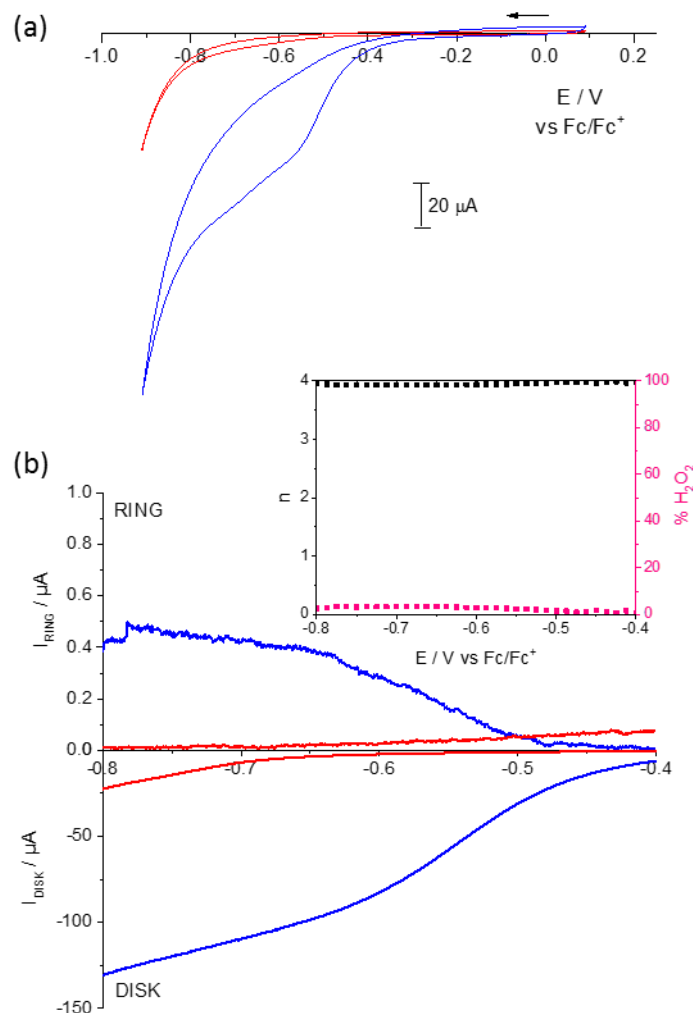 (a)
-1.0 -0.8 -0.6 -0.4 -0.2 0.0 0.2
E / V
vs Fc/Fc⁺
20 µA
(b)
4 100
3 80
60
2 40
1 20
0 0
n
% H₂O₂
-0.8 -0.7 -0.6 -0.5 -0.4
E / V vs Fc/Fc⁺
RING
1.0
0.8
0.6
0.4
0.2
0.0
I_RING / µA
-0.8 -0.7 -0.6 -0.5 -0.4
-50
-100
-150
I_DISK / µA
DISK